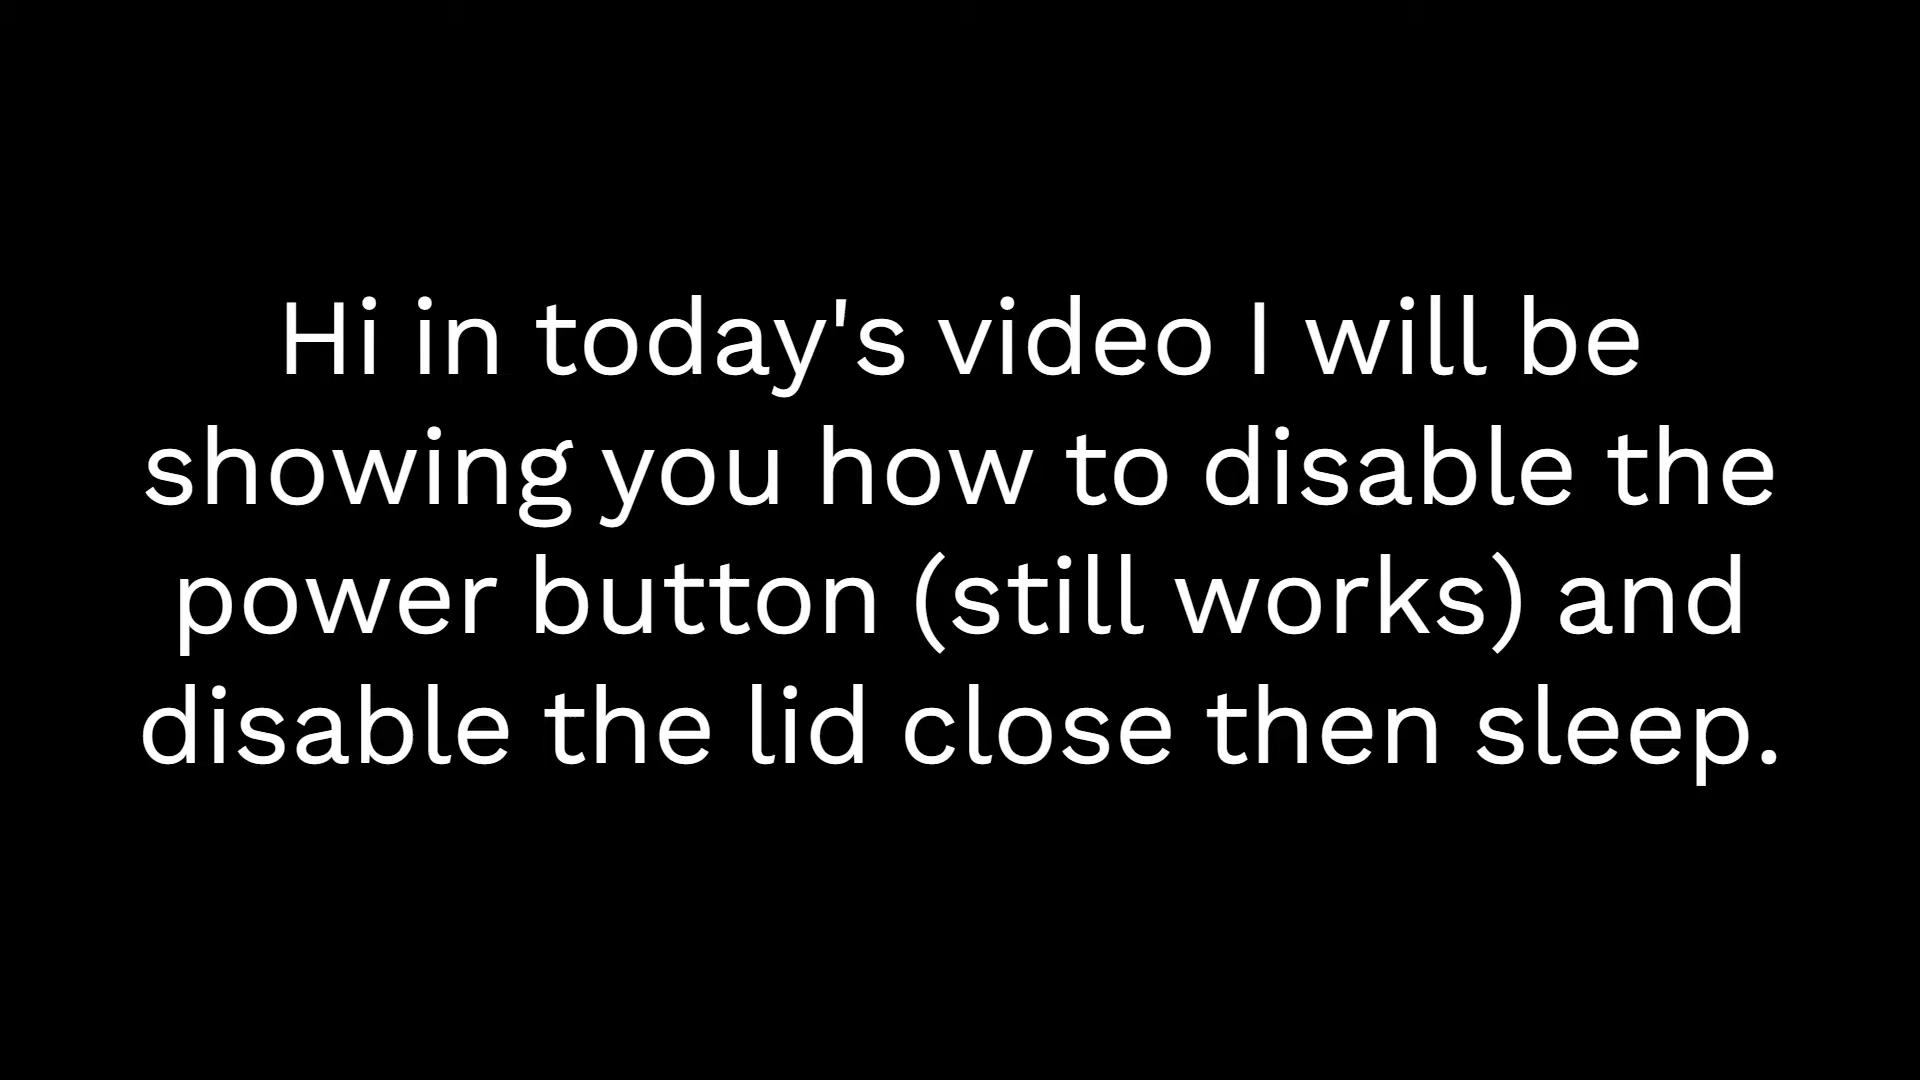 Hi in today's video I will be
showing you how to disable the
power button (still works) and
disable the lid close then sleep.